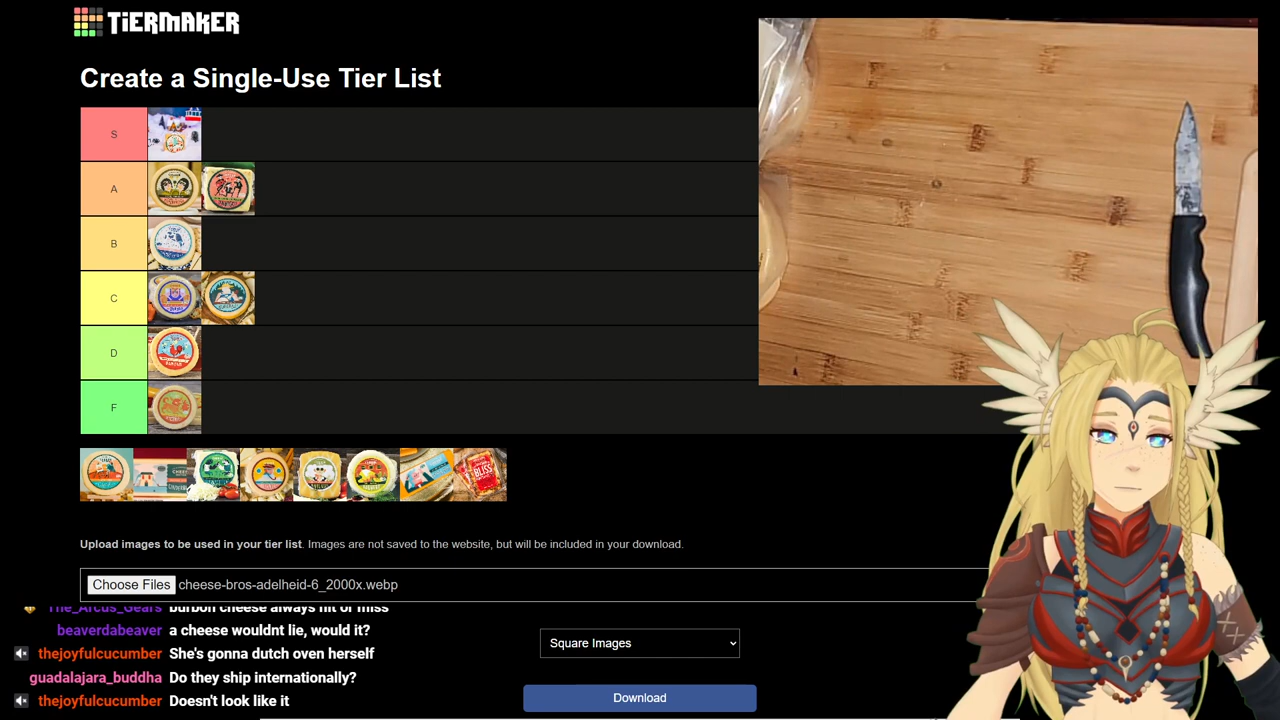 TIERMAKER
Create a Single-Use Tier List
S
A
B
C
D
F
Upload images to be used in your tier list. Images are not saved to the website, but will be included in your download.
Choose Files cheese-bros-adelheid-6_2000x.webp
The_Arcus_Gears burbon cheese always hit or miss
beaverdabeaver a cheese wouldnt lie, would it?
thejoyfulcucumber She's gonna dutch oven herself
guadalajara_buddha Do they ship internationally?
thejoyfulcucumber Doesn't look like it
Square Images
Download